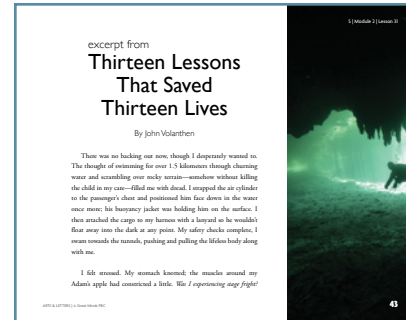 5 | Module 2 | Lesson 31
excerpt from
Thirteen Lessons
That Saved
Thirteen Lives
By John Volanthen
There was no backing out now, though I desperately wanted to.
The thought of swimming for over 1.5 kilometers through churning
water and scrambling over rocky terrain—somehow without killing
the child in my care—filled me with dread. I strapped the air cylinder
to the passenger's chest and positioned him face down in the water
once more; his buoyancy jacket was holding him on the surface. I
then attached the cargo to my harness with a lanyard so he wouldn't
float away into the dark at any point. My safety checks complete, I
swam towards the tunnels, pushing and pulling the lifeless body along
with me.
I felt stressed. My stomach knotted; the muscles around my
Adam's apple had constricted a little. Was I experiencing stage fright?
ARTS & LETTERS | © Great Minds PBC
43